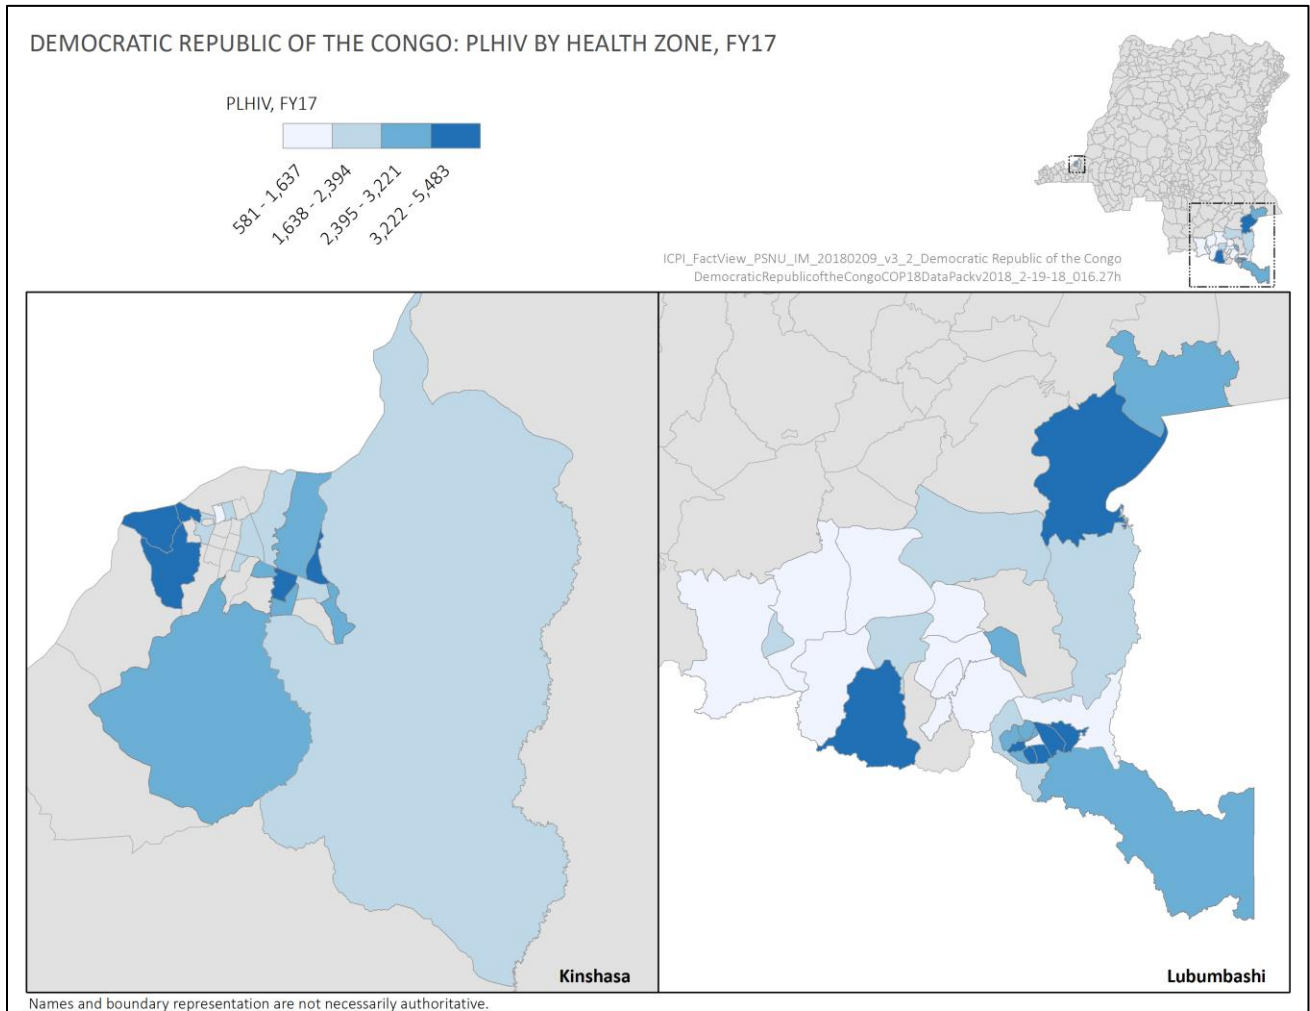 DEMOCRATIC REPUBLIC OF THE CONGO: PLHIV BY HEALTH ZONE, FY17
PLHIV, FY17
581 - 1,637
1,638 - 2,394
2,395 - 3,221
3,222 - 5,483
ICPI_FactView_PSNU_IM_20180209_v3_2_Democratic Republic of the Congo
DemocraticRepublicoftheCongoCOP18DataPackv2018_2-19-18_016.27h
Kinshasa
Lubumbashi
Names and boundary representation are not necessarily authoritative.